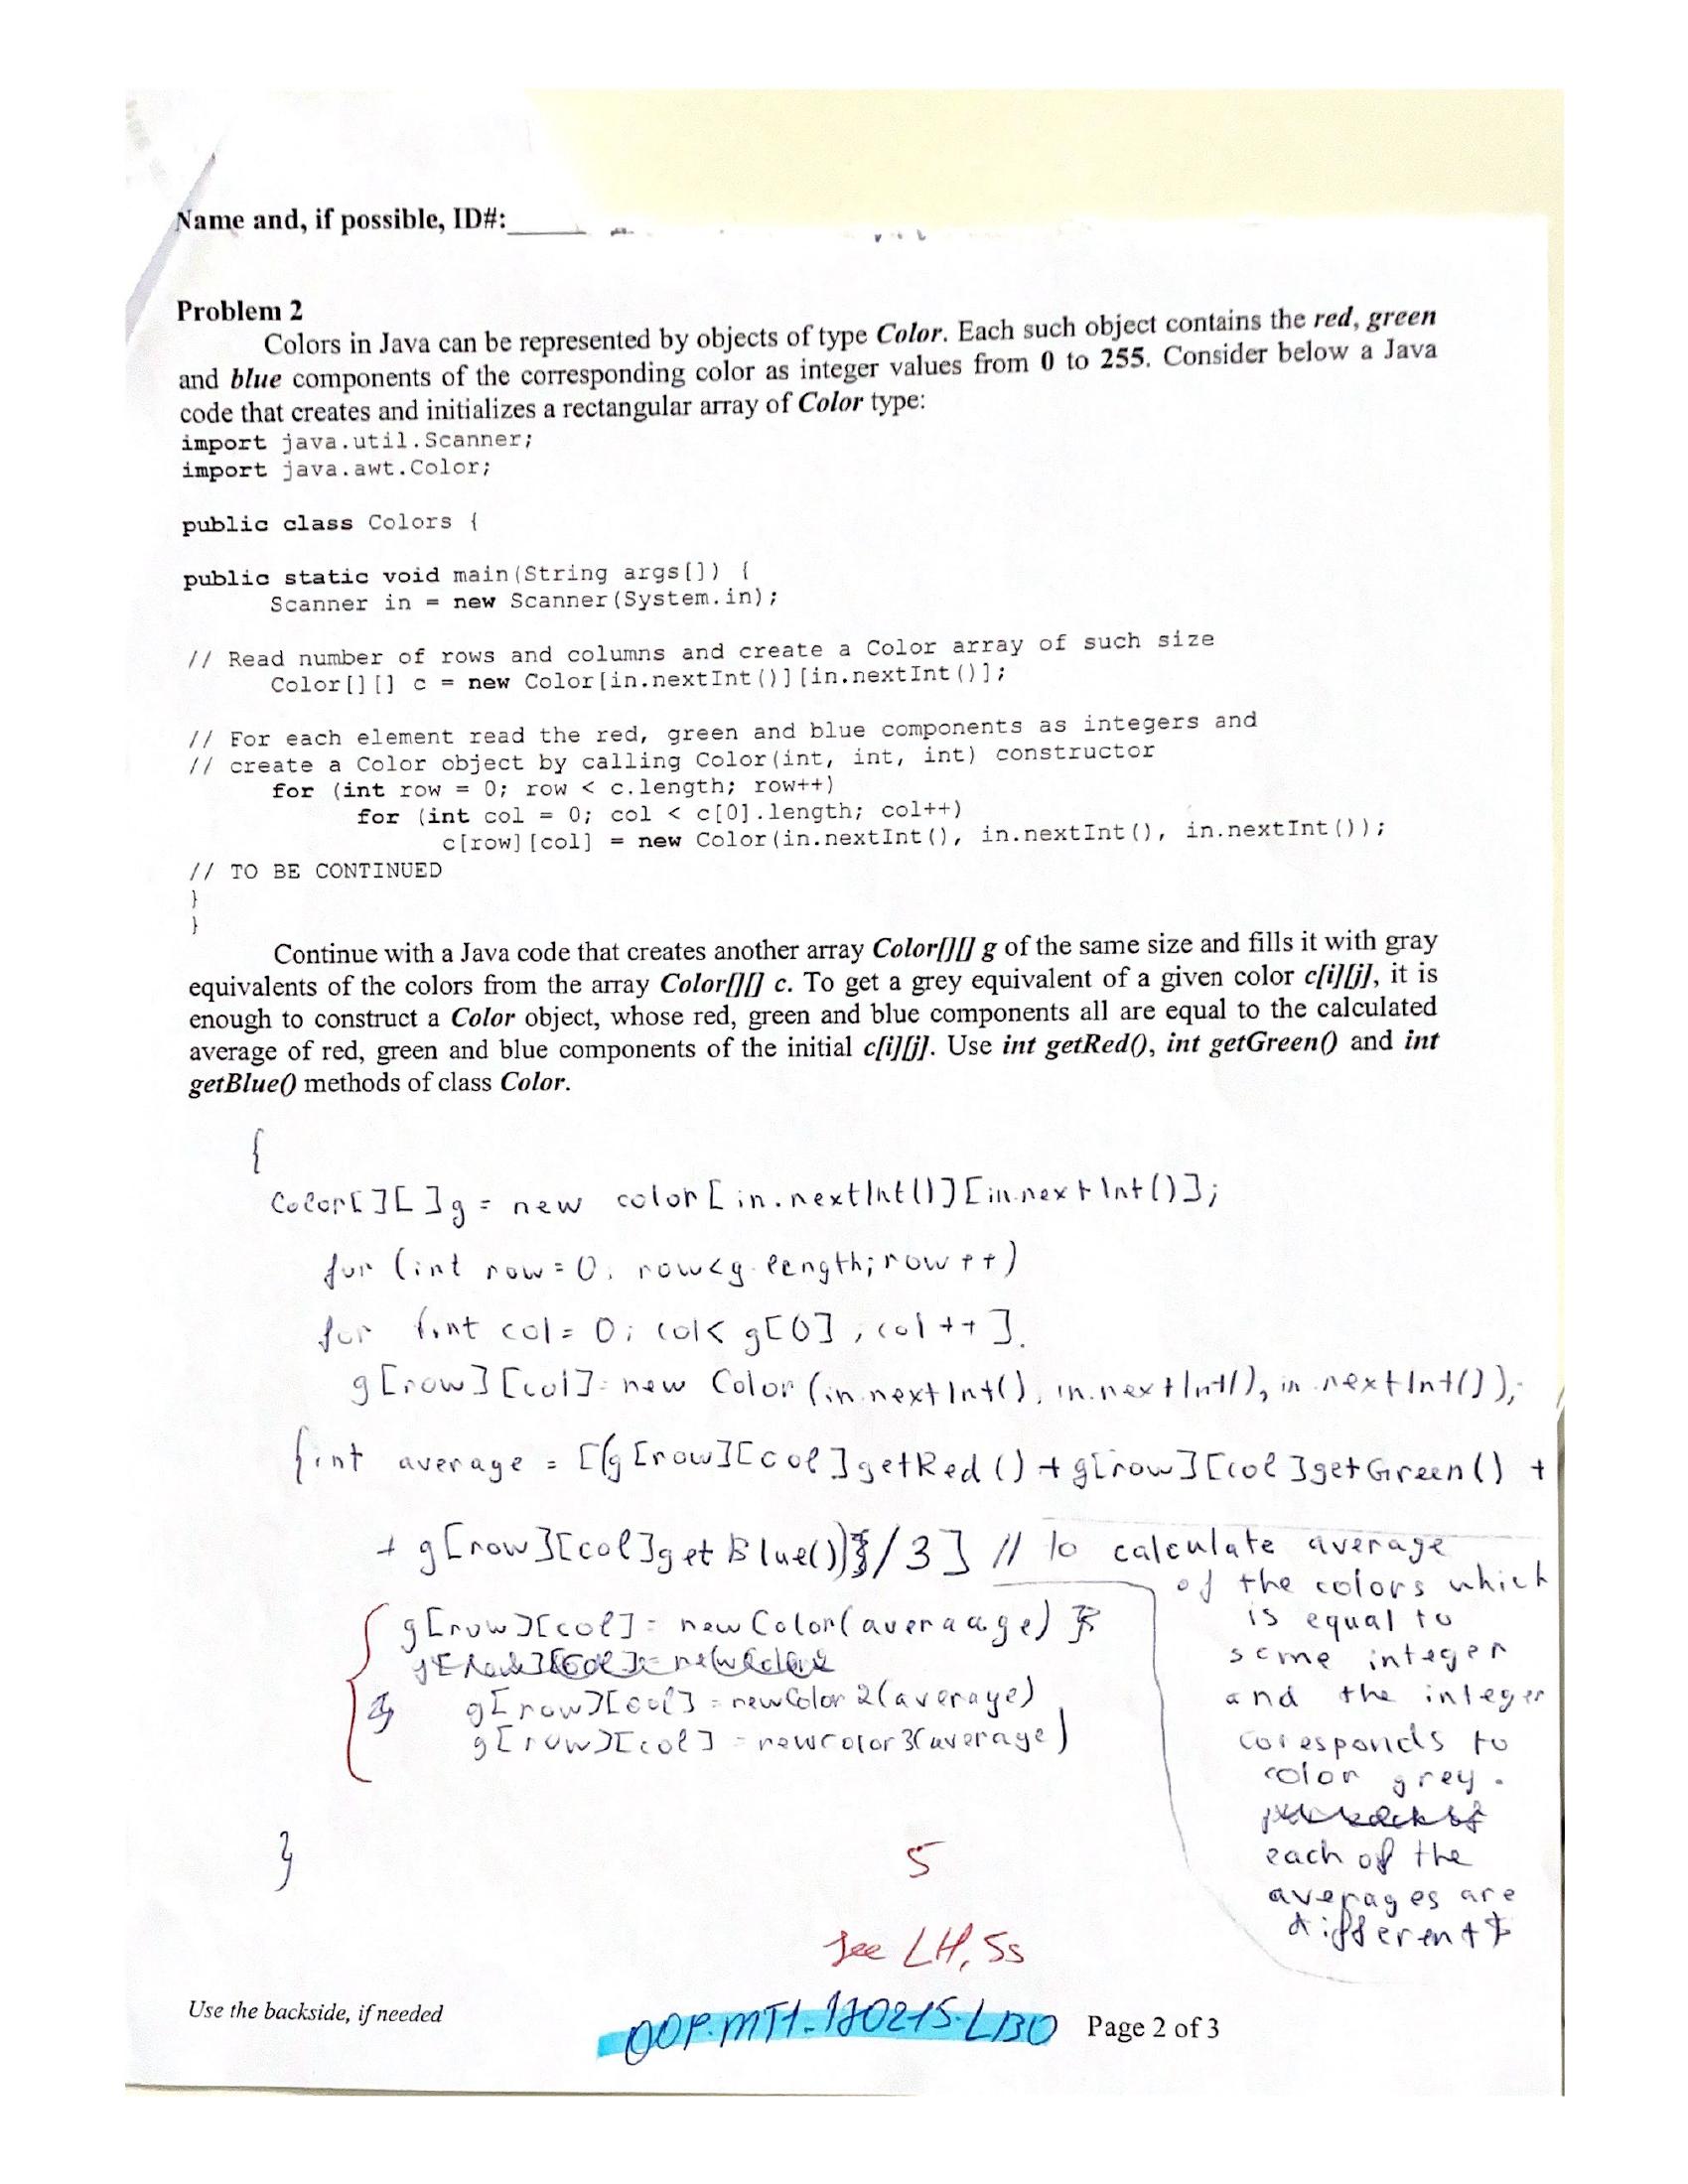 Name and, if possible, ID#:
Problem 2
Colors in Java can be represented by objects of type Color. Each such object contains the red, green
and blue components of the corresponding color as integer values from 0 to 255. Consider below a Java
code that creates and initializes a rectangular array of Color type:
import java.util.Scanner;
import java.awt.Color;
public class Colors {
public static void main(String args[]) {
Scanner in = new Scanner(System.in);
// Read number of rows and columns and create a Color array of such size
Color[][] c = new Color[in.nextInt()][in.nextInt()];
// For each element read the red, green and blue components as integers and
// create a Color object by calling Color(int, int, int) constructor
for (int row = 0; row < c.length; row++)
for (int col = 0; col < c[0].length; col++)
c[row][col] = new Color(in.nextInt(), in.nextInt(), in.nextInt());
// TO BE CONTINUED
}
}
Continue with a Java code that creates another array Color[][] g of the same size and fills it with gray
equivalents of the colors from the array Color[][] c. To get a grey equivalent of a given color c[i][j], it is
enough to construct a Color object, whose red, green and blue components all are equal to the calculated
average of red, green and blue components of the initial c[i][j]. Use int getRed(), int getGreen() and int
getBlue() methods of class Color.
{
Color[][]g = new color[in.nextInt()][in.nextInt()];
for (int row=0; row<g.length;row++)
for (int col = 0; col< g[0], col++].
g[row][col]=new Color(in.nextInt(), in.nextInt(), in.nextInt());
{int average = [(g[row][col]getRed()+g[row][col]getGreen() +
+ g[row][col]getBlue())/3] // to calculate average
of the colors which
is equal to
some integer
and the integer
coresponds to
color grey.
each of the
averages are
different
g[row][col]= newColor(averaage)
g[row][col] = newColor2(average)
g[row][col] = newcolor3(average)
}
5
See LH, Ss
Use the backside, if needed
OOP.MT1.170215.LBO
Page 2 of 3